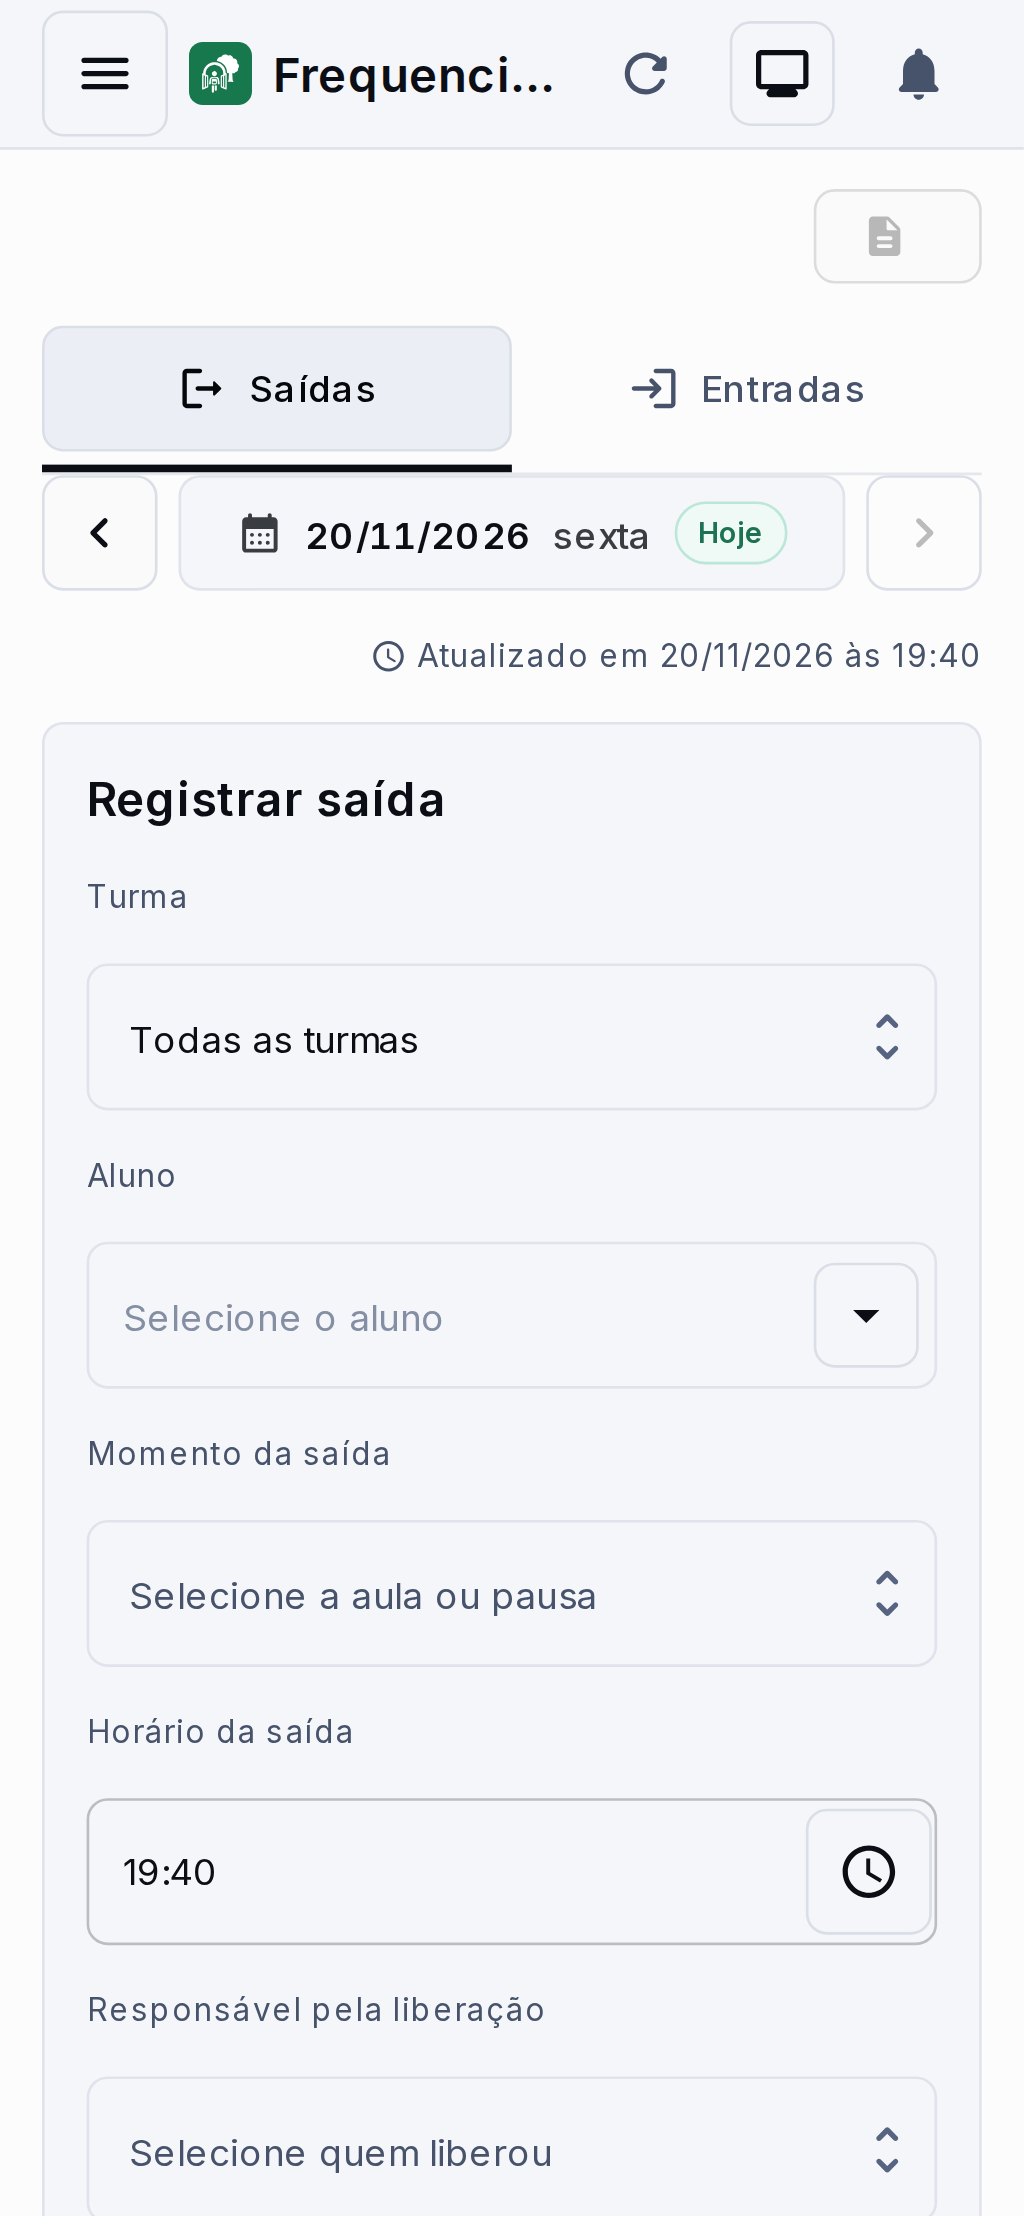 Frequenci...
Saídas
Entradas
20/11/2026 sexta Hoje
Atualizado em 20/11/2026 às 19:40
Registrar saída
Turma
Todas as turmas
Aluno
Selecione o aluno
Momento da saída
Selecione a aula ou pausa
Horário da saída
19:40
Responsável pela liberação
Selecione quem liberou